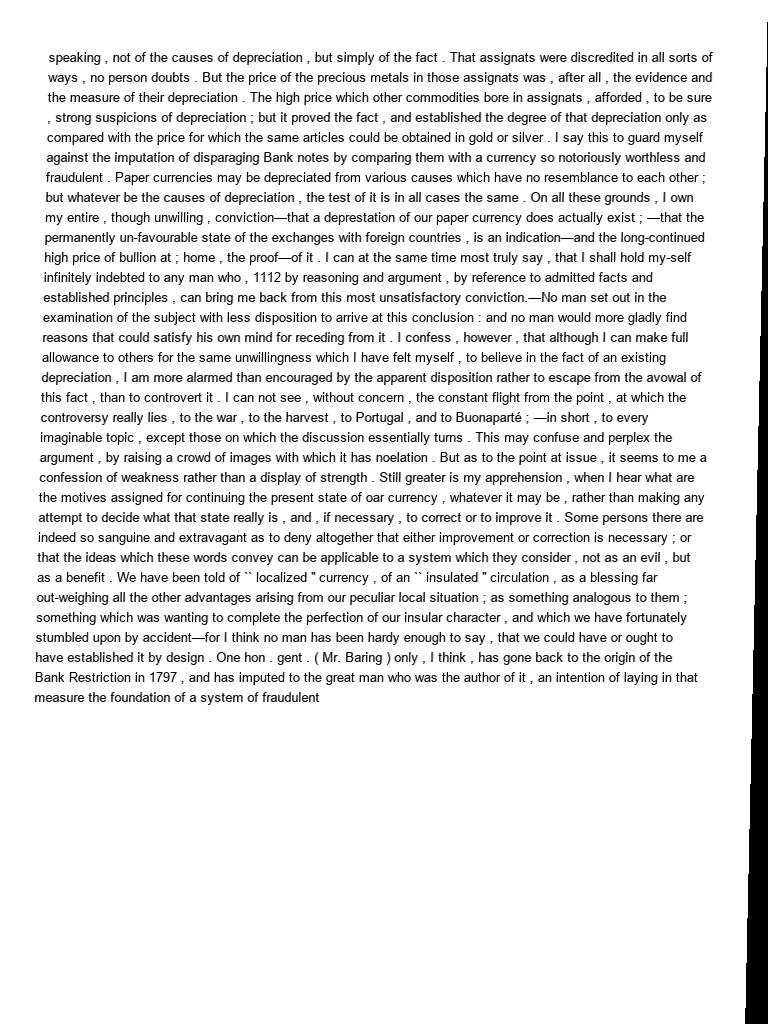 speaking , not of the causes of depreciation , but simply of the fact . That assignats were discredited in all sorts of
ways , no person doubts . But the price of the precious metals in those assignats was , after all , the evidence and
the measure of their depreciation . The high price which other commodities bore in assignats , afforded , to be sure
, strong suspicions of depreciation ; but it proved the fact , and established the degree of that depreciation only as
compared with the price for which the same articles could be obtained in gold or silver . I say this to guard myself
against the imputation of disparaging Bank notes by comparing them with a currency so notoriously worthless and
fraudulent . Paper currencies may be depreciated from various causes which have no resemblance to each other ;
but whatever be the causes of depreciation , the test of it is in all cases the same . On all these grounds , I own
my entire , though unwilling , conviction—that a deprestation of our paper currency does actually exist ; —that the
permanently un-favourable state of the exchanges with foreign countries , is an indication—and the long-continued
high price of bullion at ; home , the proof—of it . I can at the same time most truly say , that I shall hold my-self
infinitely indebted to any man who , 1112 by reasoning and argument , by reference to admitted facts and
established principles , can bring me back from this most unsatisfactory conviction.—No man set out in the
examination of the subject with less disposition to arrive at this conclusion : and no man would more gladly find
reasons that could satisfy his own mind for receding from it . I confess , however , that although I can make full
allowance to others for the same unwillingness which I have felt myself , to believe in the fact of an existing
depreciation , I am more alarmed than encouraged by the apparent disposition rather to escape from the avowal of
this fact , than to controvert it . I can not see , without concern , the constant flight from the point , at which the
controversy really lies , to the war , to the harvest , to Portugal , and to Buonaparté ; —in short , to every
imaginable topic , except those on which the discussion essentially turns . This may confuse and perplex the
argument , by raising a crowd of images with which it has noelation . But as to the point at issue , it seems to me a
confession of weakness rather than a display of strength . Still greater is my apprehension , when I hear what are
the motives assigned for continuing the present state of oar currency , whatever it may be , rather than making any
attempt to decide what that state really is , and , if necessary , to correct or to improve it . Some persons there are
indeed so sanguine and extravagant as to deny altogether that either improvement or correction is necessary ; or
that the ideas which these words convey can be applicable to a system which they consider , not as an evil , but
as a benefit . We have been told of `` localized '' currency , of an `` insulated '' circulation , as a blessing far
out-weighing all the other advantages arising from our peculiar local situation ; as something analogous to them ;
something which was wanting to complete the perfection of our insular character , and which we have fortunately
stumbled upon by accident—for I think no man has been hardy enough to say , that we could have or ought to
have established it by design . One hon . gent . ( Mr. Baring ) only , I think , has gone back to the origin of the
Bank Restriction in 1797 , and has imputed to the great man who was the author of it , an intention of laying in that
measure the foundation of a system of fraudulent